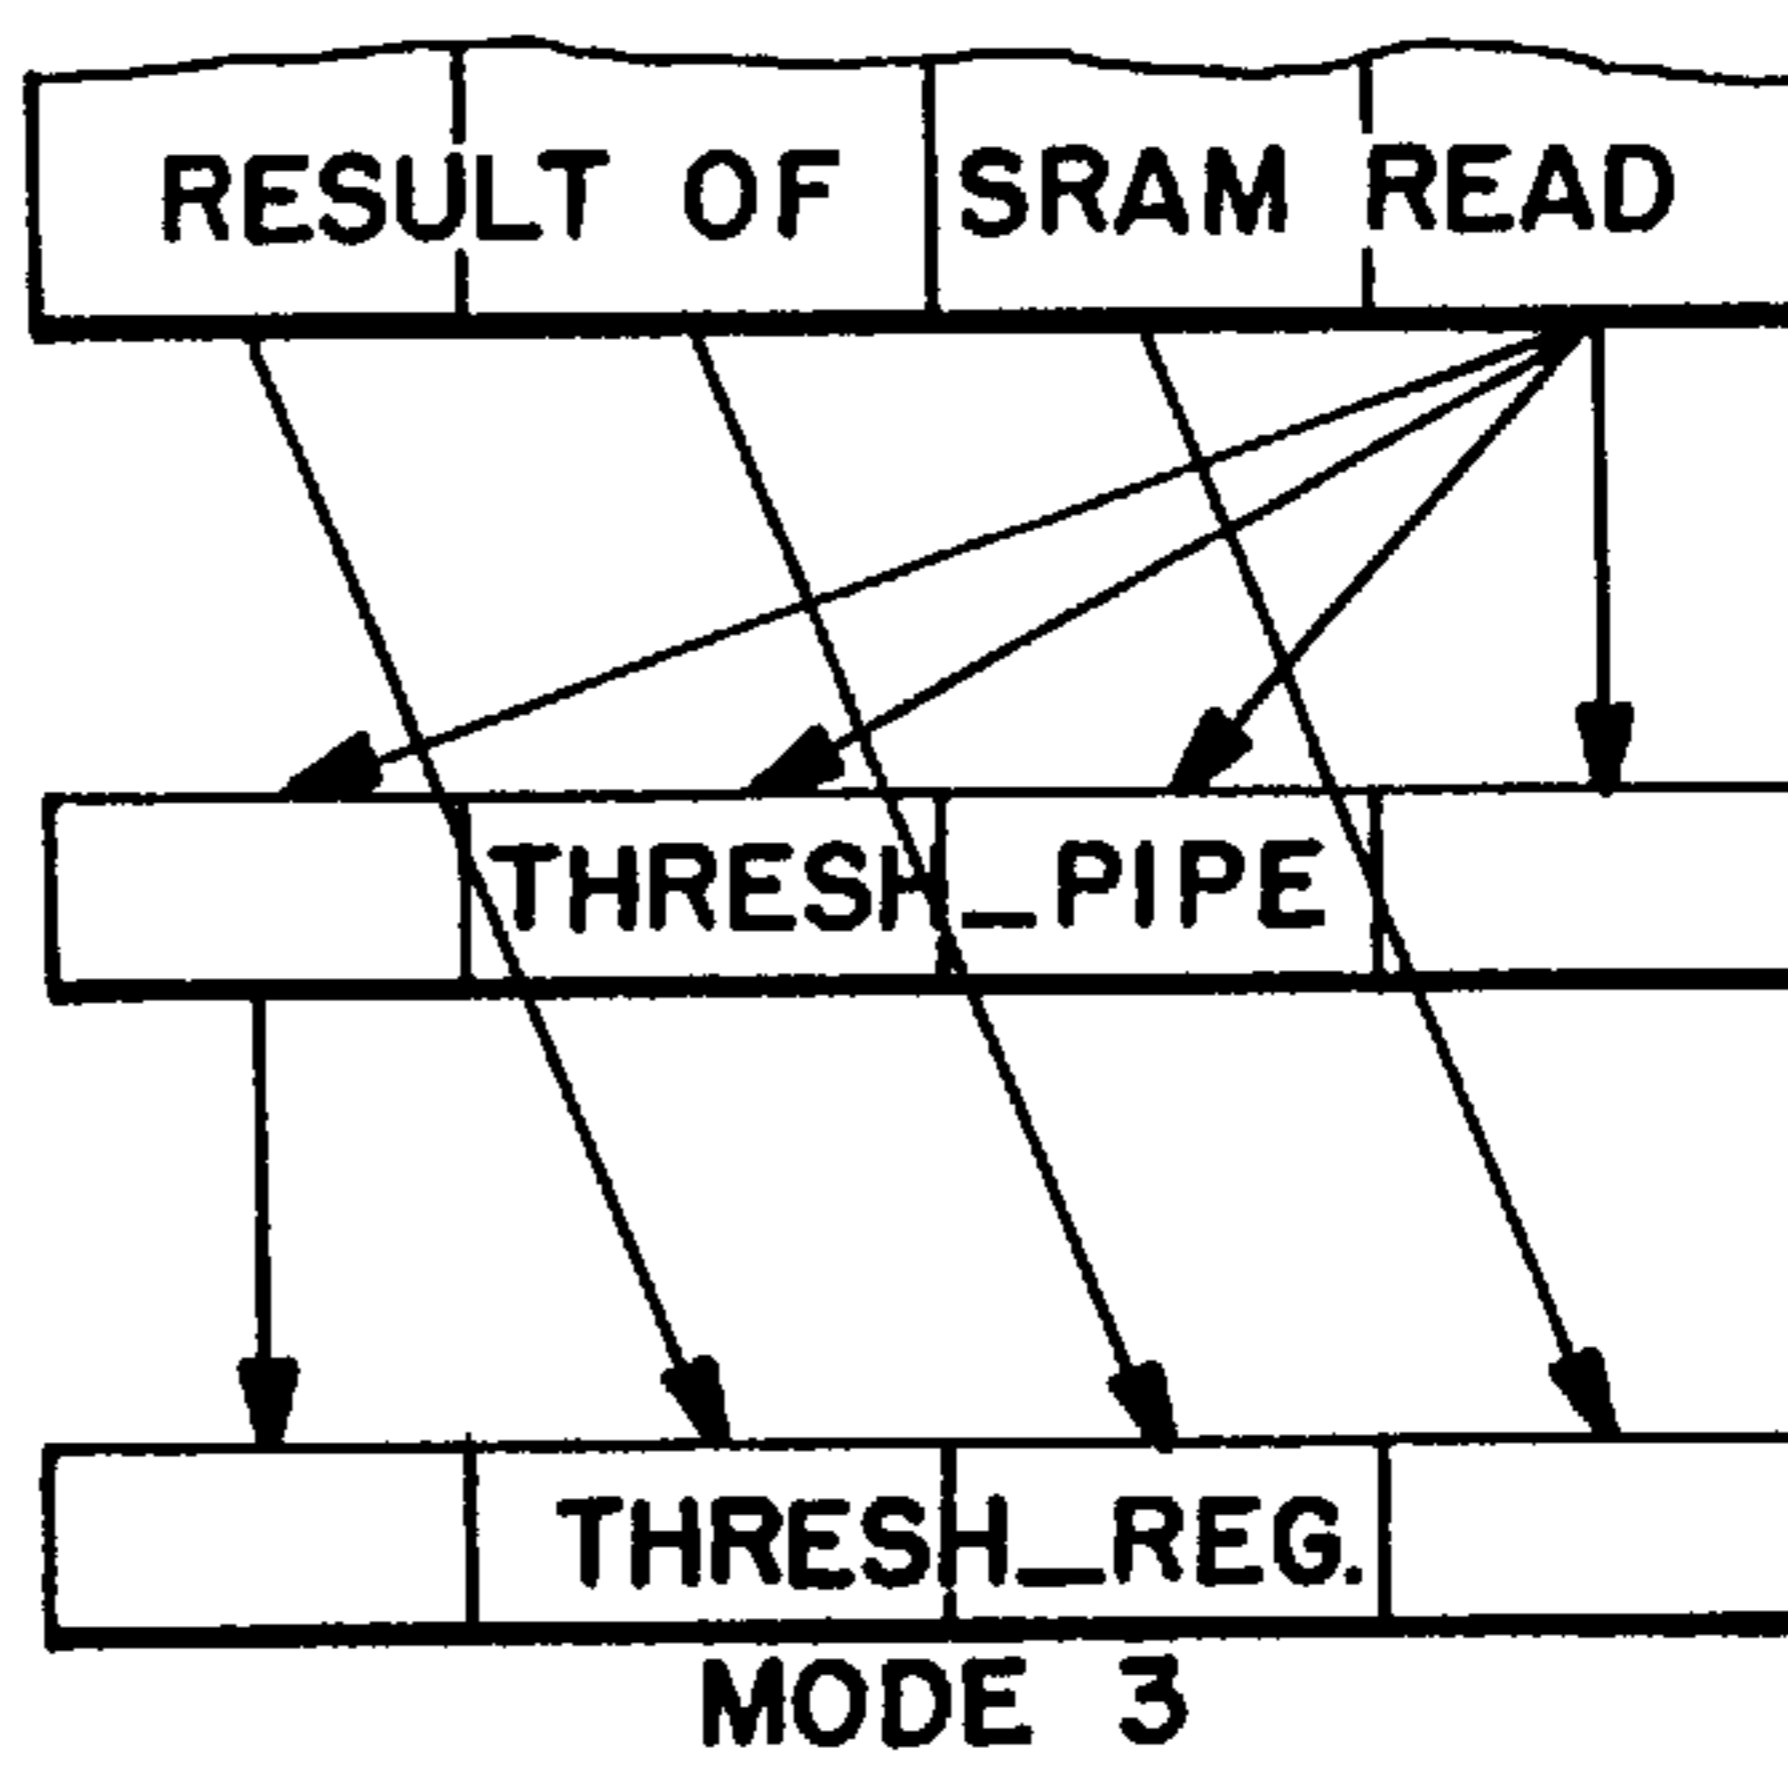 RESULT OF SRAM READ
THRESH_PIPE
THRESH_REG.
MODE 3